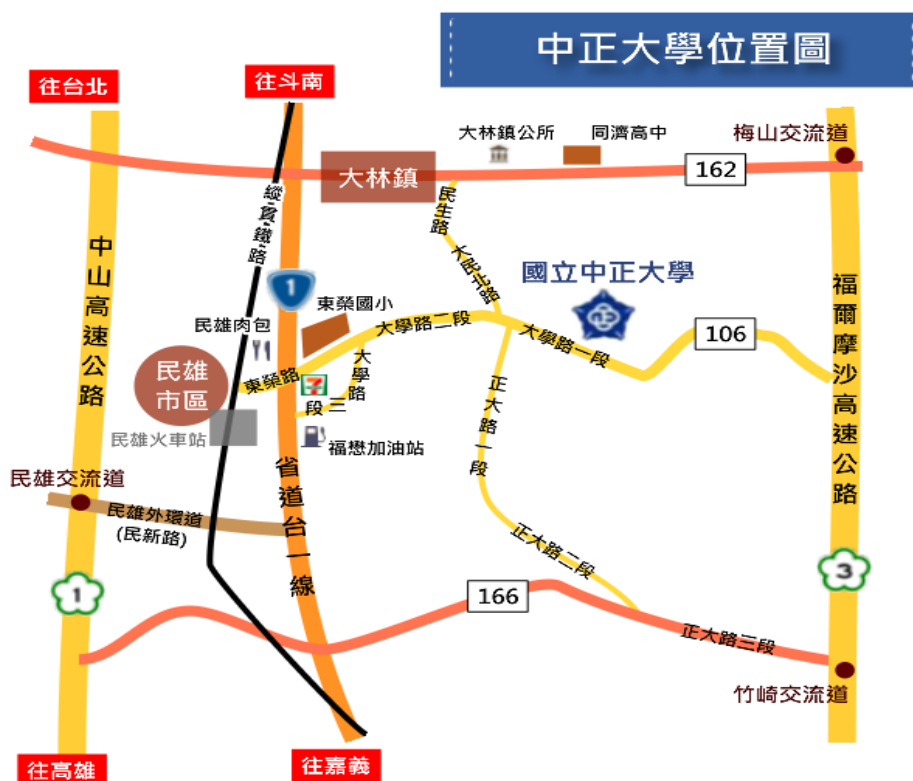 中正大學位置圖
往台北
往斗南
大林鎮公所
同濟高中
梅山交流道
大林鎮
162
縱貫鐵路
民生路
大民北路
中山高速公路
國立中正大學
福爾摩沙高速公路
1
東榮國小
民雄肉包
大學路二段
大學路一段
106
民雄市區
東榮路
7
大學路三段
正大路一段
民雄火車站
福懋加油站
省道台一線
民雄交流道
民雄外環道
(民新路)
正大路二段
3
1
166
正大路三段
竹崎交流道
往高雄
往嘉義